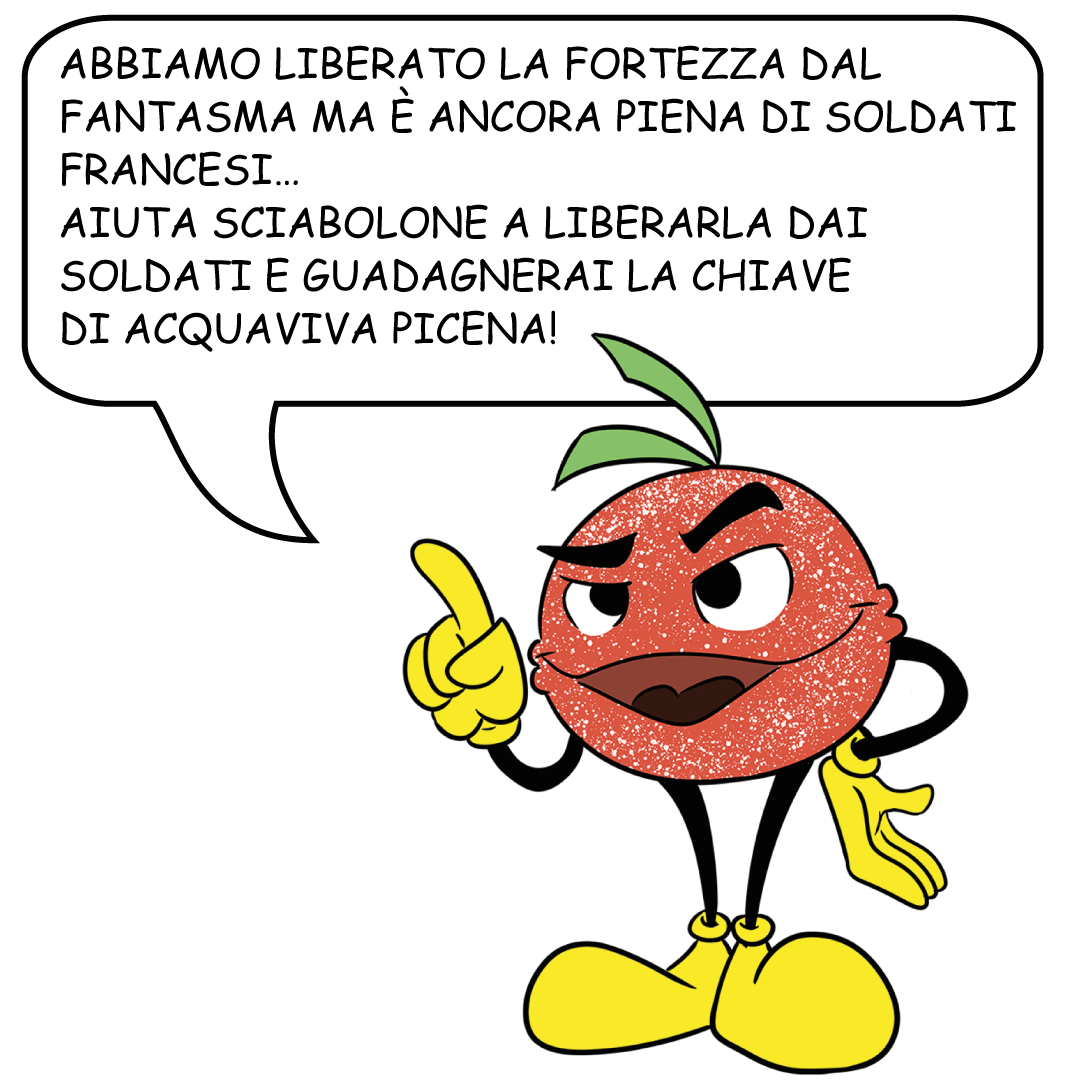 ABBIAMO LIBERATO LA FORTEZZA DAL
FANTASMA MA È ANCORA PIENA DI SOLDATI
FRANCESI...
AIUTA SCIABOLONE A LIBERARLA DAI
SOLDATI E GUADAGNERAI LA CHIAVE
DI ACQUAVIVA PICENA!